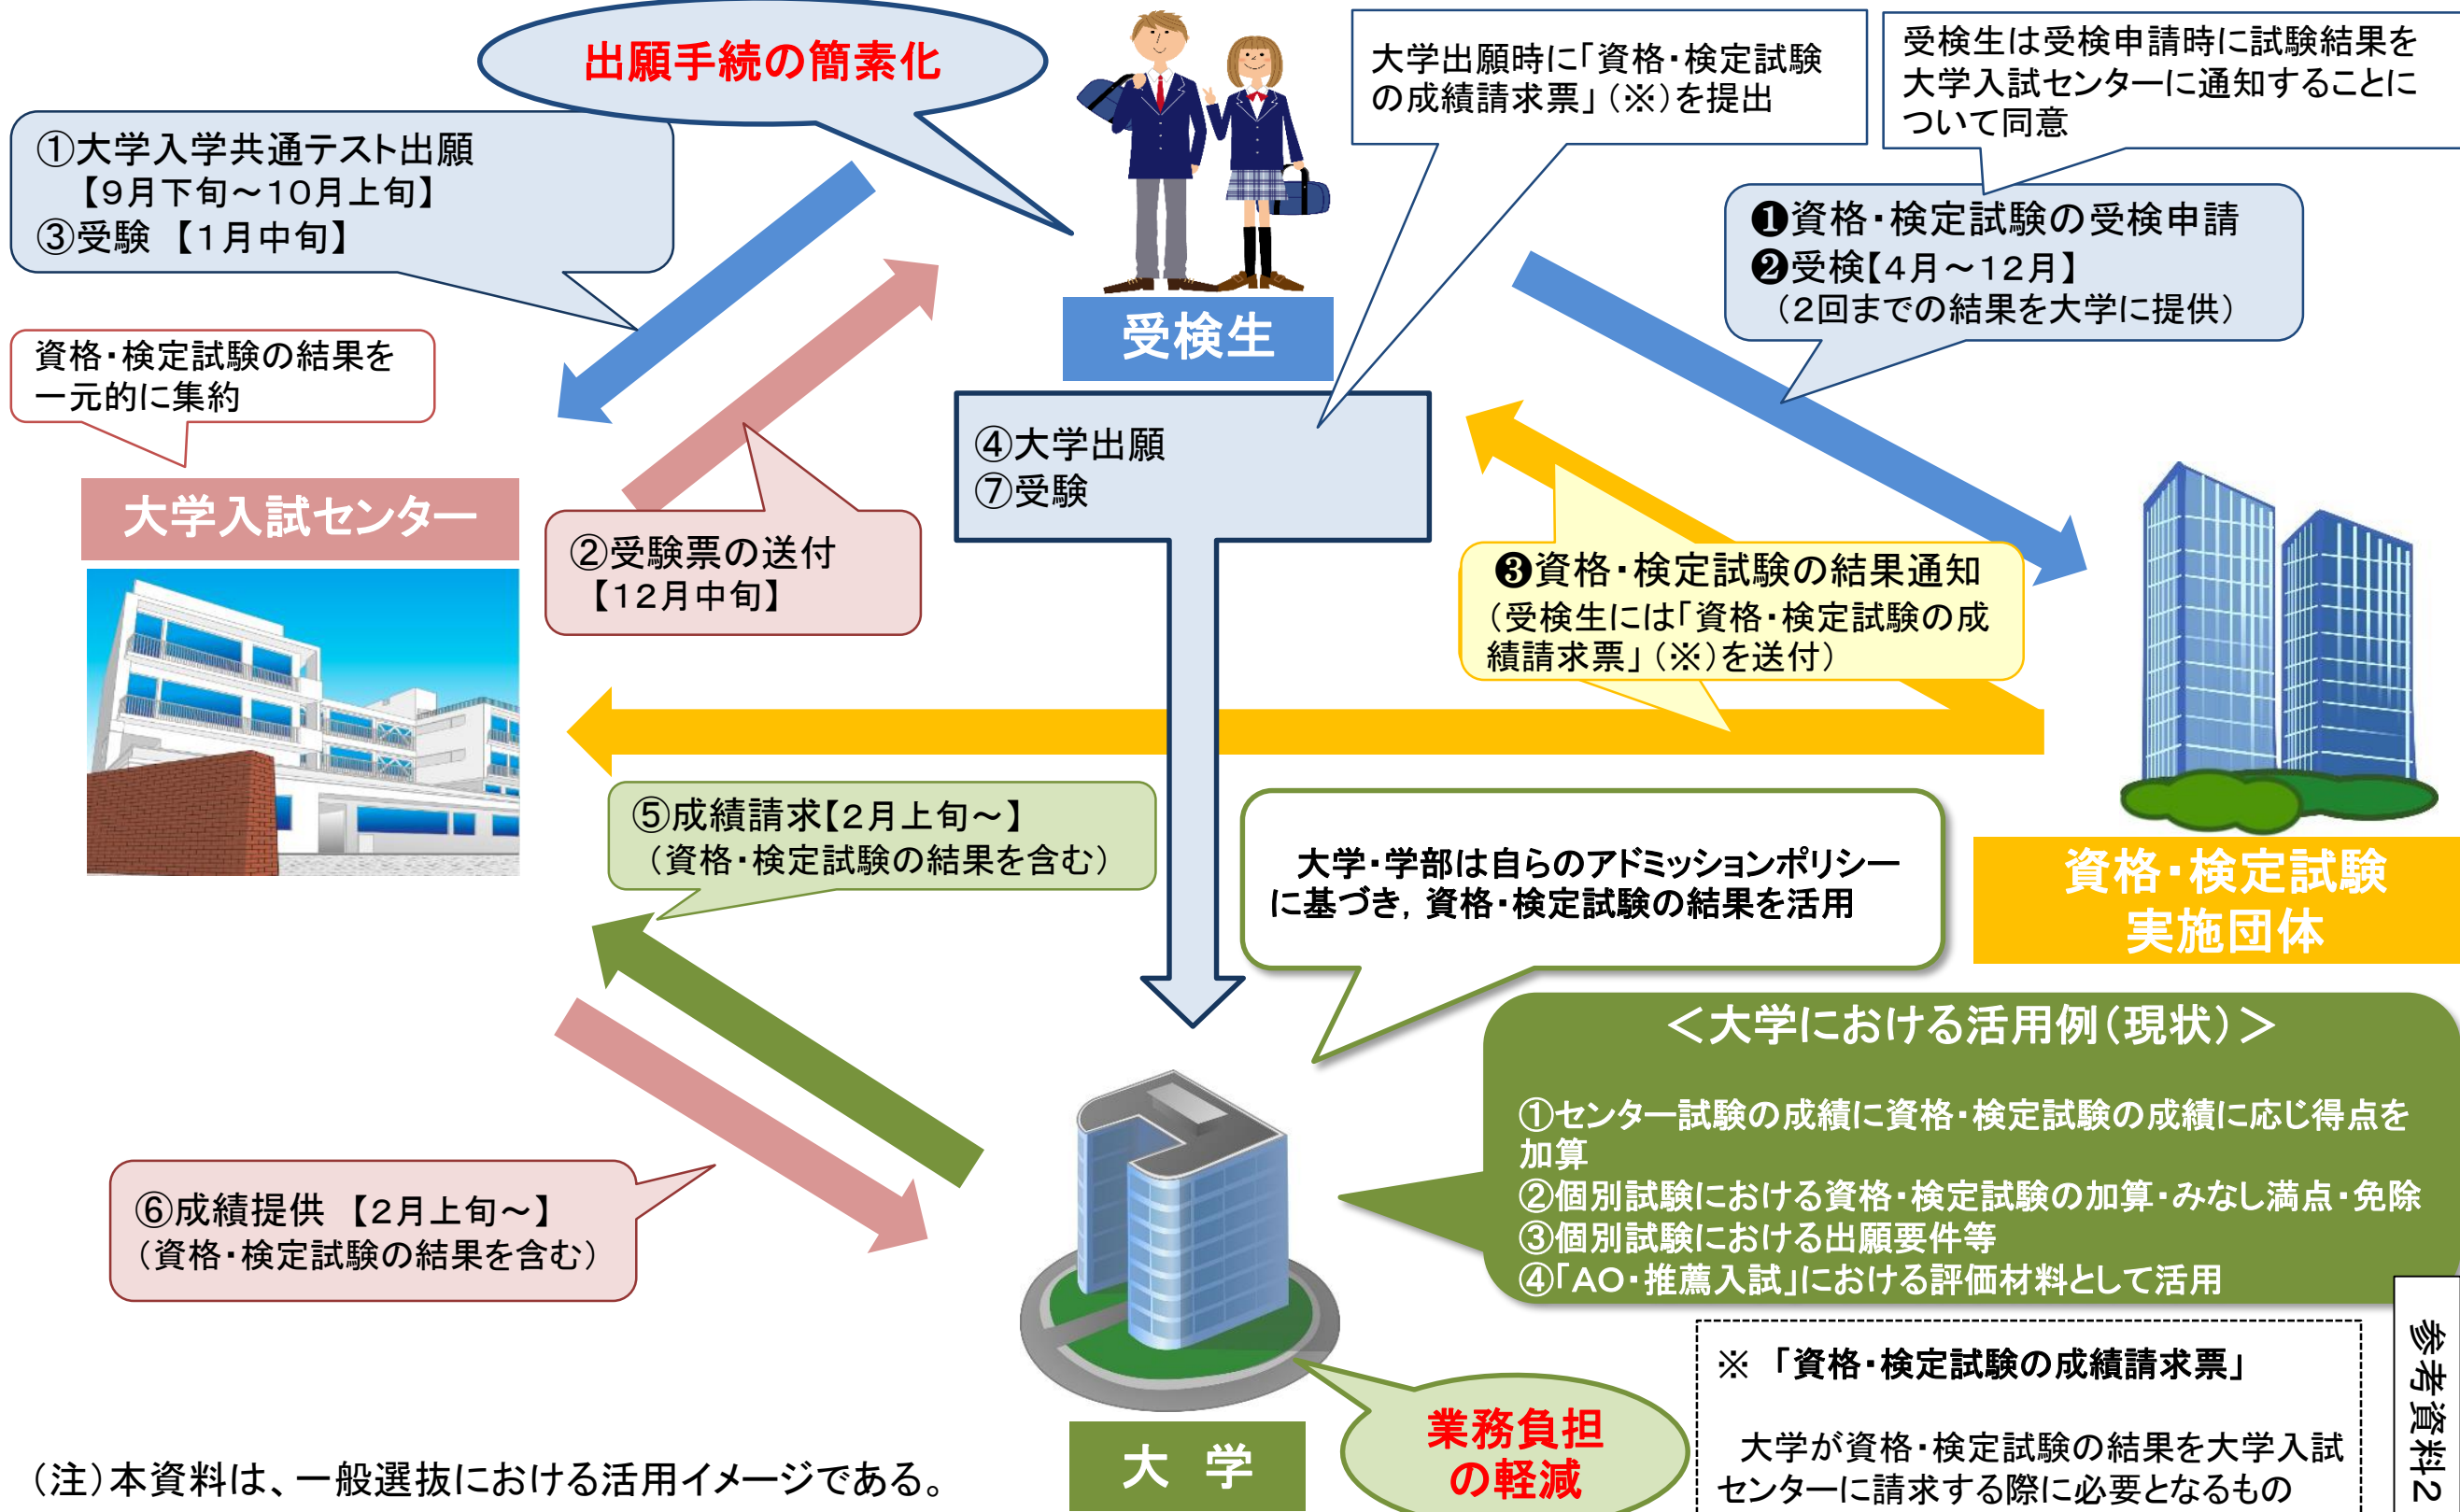 出願手続の簡素化
大学出願時に「資格・検定試験
の成績請求票」（※）を提出
受検生は受検申請時に試験結果を
大学入試センターに通知することに
ついて同意
①大学入学共通テスト出願
【9月下旬～10月上旬】
③受験 【1月中旬】
❶資格・検定試験の受検申請
❷受検【4月～12月】
（2回までの結果を大学に提供）
受検生
資格・検定試験の結果を
一元的に集約
④大学出願
⑦受験
大学入試センター
②受験票の送付
【12月中旬】
❸資格・検定試験の結果通知
（受検生には「資格・検定試験の成
績請求票」（※）を送付）
⑤成績請求【2月上旬～】
（資格・検定試験の結果を含む）
大学・学部は自らのアドミッションポリシー
に基づき，資格・検定試験の結果を活用
資格・検定試験
実施団体
＜大学における活用例（現状）＞
①センター試験の成績に資格・検定試験の成績に応じ得点を
加算
②個別試験における資格・検定試験の加算・みなし満点・免除
③個別試験における出願要件等
④「AO・推薦入試」における評価材料として活用
⑥成績提供 【2月上旬～】
（資格・検定試験の結果を含む）
※ 「資格・検定試験の成績請求票」
大学が資格・検定試験の結果を大学入試
センターに請求する際に必要となるもの
参考資料2
業務負担
の軽減
大 学
（注）本資料は、一般選抜における活用イメージである。